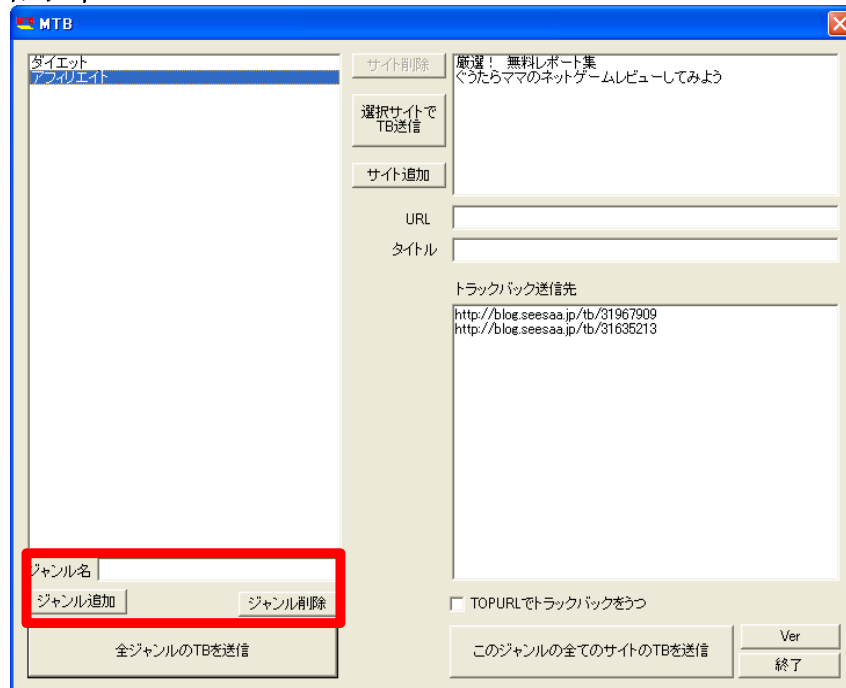 MTB
ダイエット
アフィリエイト
サイト削除
選択サイトで
TB送信
サイト追加
厳選！ 無料レポート集
ぐうたらママのネットゲームレビューしてみよう
URL
タイトル
トラックバック送信先
http://blog.seesaa.jp/tb/31967909
http://blog.seesaa.jp/tb/31635213
ジャンル名
ジャンル追加
ジャンル削除
TOPURLでトラックバックをうつ
全ジャンルのTBを送信
このジャンルの全てのサイトのTBを送信
Ver
終了